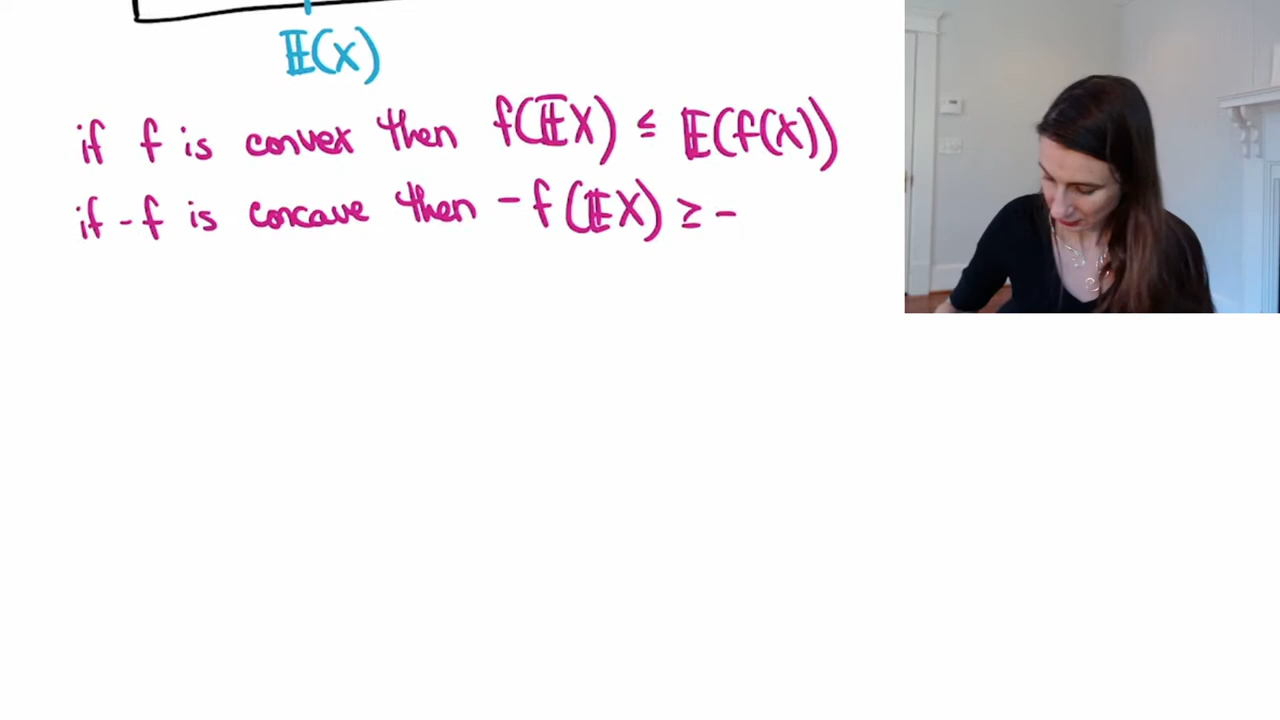 𝔼(x)
if f is convex then f(𝔼X) ≤ 𝔼(f(X))
if -f is concave then -f(𝔼X) ≥ -